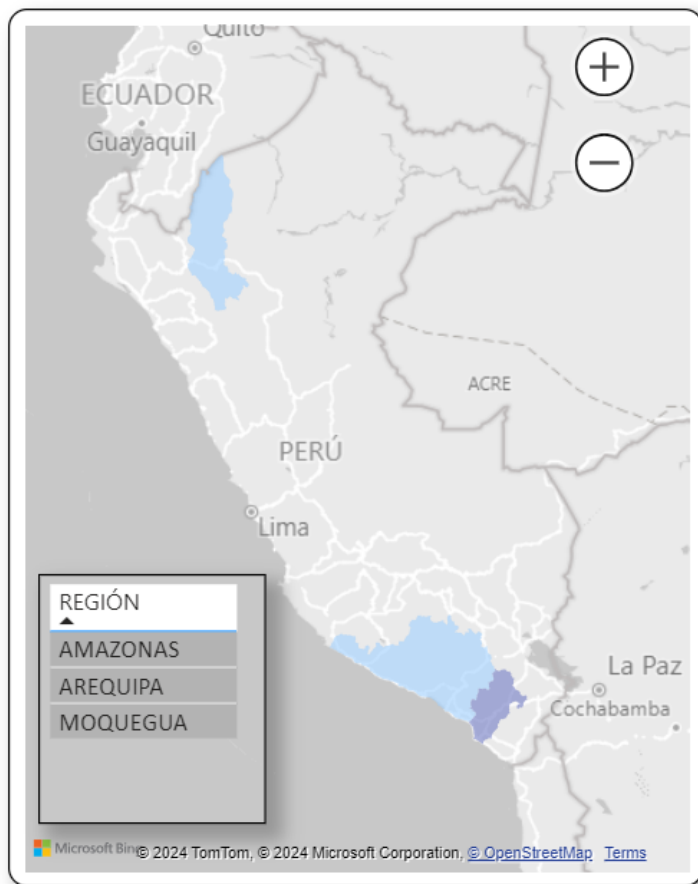 Quito
ECUADOR
Guayaquil
ACRE
PERÚ
Lima
REGIÓN
AMAZONAS
AREQUIPA
MOQUEGUA
La Paz
Cochabamba
Microsoft Bing
© 2024 TomTom, © 2024 Microsoft Corporation, © OpenStreetMap Terms